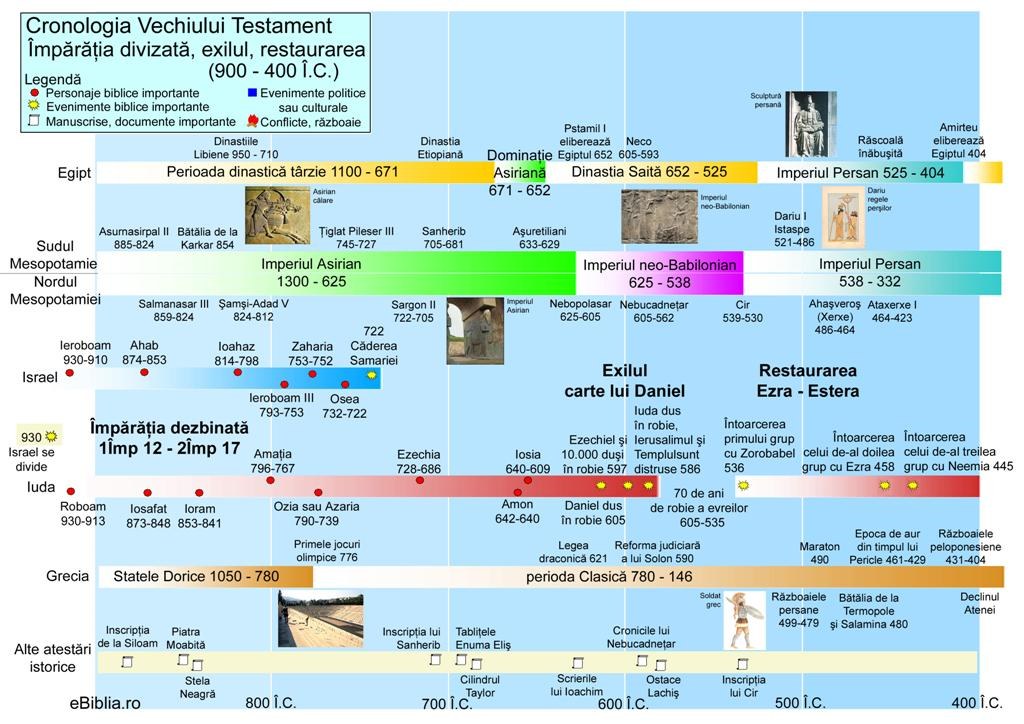 Cronologia Vechiului Testament
Împărăția divizată, exilul, restaurarea
(900 - 400 Î.C.)
Legendă
Personaje biblice importante
Evenimente biblice importante
Manuscrise, documente importante
Evenimente politice
sau culturale
Conflicte, războaie
Dinastiile
Libiene 950 - 710
Dinastia
Etiopiană
Pstamil I
eliberează
Egiptul 652
Neco
605-593
Sculptură
persană
Răscoală
înăbușită
Amirteu
eliberează
Egiptul 404
Egipt
Perioada dinastică târzie 1100 - 671
Dominație
Asiriană
671 - 652
Dinastia Saită 652 - 525
Imperiul Persan 525 - 404
Asirian
călare
Imperiul
neo-Babilonian
Dariu
regele
perșilor
Asurnasirpal II
885-824
Bătălia de la
Karkar 854
Țiglat Pileser III
745-727
Sanherib
705-681
Așuretiliani
633-629
Dariu I
Istaspe
521-486
Sudul
Mesopotamie
Nordul
Mesopotamiei
Imperiul Asirian
1300 - 625
Imperiul neo-Babilonian
625 - 538
Imperiul Persan
538 - 332
Salmanasar III
859-824
Șamși-Adad V
824-812
Sargon II
722-705
Imperiul
Asirian
Nebopolasar
625-605
Nebucadnețar
605-562
Cir
539-530
Ahașveroș
(Xerxe)
486-464
Ataxerxe I
464-423
Ieroboam
930-910
Ahab
874-853
Ioahaz
814-798
Zaharia
753-752
722
Căderea
Samariei
Israel
Ieroboam III
793-753
Osea
732-722
Exilul
carte lui Daniel
Restaurarea
Ezra - Estera
930
Israel se
divide
Împărăția dezbinată
1Împ 12 - 2Împ 17
Amația
796-767
Ezechia
728-686
Iosia
640-609
Ezechiel și
10.000 duși
în robie 597
Iuda dus
în robie,
Ierusalimul și
Templulsunt
distruse 586
Întoarcerea
primului grup
cu Zorobabel
536
Întoarcerea
celui de-al doilea
grup cu Ezra 458
Întoarcerea
celui de-al treilea
grup cu Neemia 445
Iuda
Roboam
930-913
Iosafat
873-848
Ioram
853-841
Ozia sau Azaria
790-739
Amon
642-640
Daniel dus
în robie 605
70 de ani
de robie a evreilor
605-535
Primele jocuri
olimpice 776
Legea
draconică 621
Reforma judiciară
a lui Solon 590
Maraton
490
Epoca de aur
din timpul lui
Pericle 461-429
Războaiele
peloponesiene
431-404
Grecia
Statele Dorice 1050 - 780
perioda Clasică 780 - 146
Soldat
grec
Războaiele
persane
499-479
Bătălia de la
Termopole
și Salamina 480
Declinul
Atenei
Alte atestări
istorice
Inscripția
de la Siloam
Piatra
Moabită
Stela
Neagră
Inscripția lui
Sanherib
Tablițele
Enuma Eliș
Cilindrul
Taylor
Scrierile
lui Ioachim
Cronicile lui
Nebucadnețar
Ostace
Lachiș
Inscripția
lui Cir
eBiblia.ro
800 Î.C.
700 Î.C.
600 Î.C.
500 Î.C.
400 Î.C.